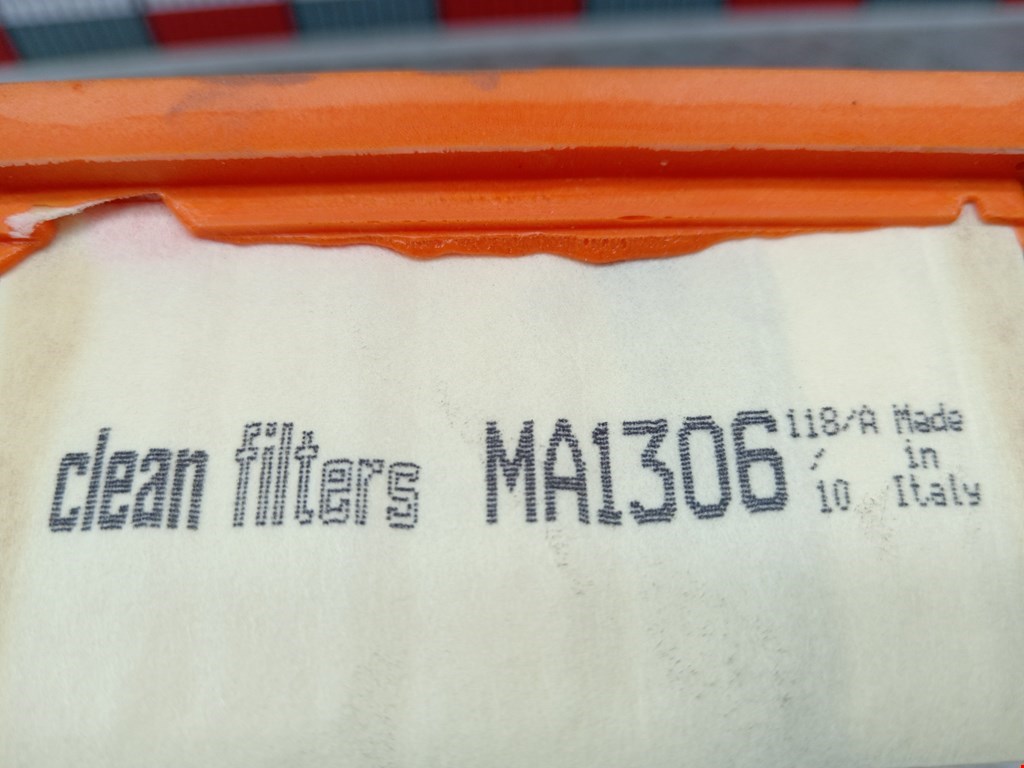 clean filters MA1306 118/A Made
/ in
10 Italy